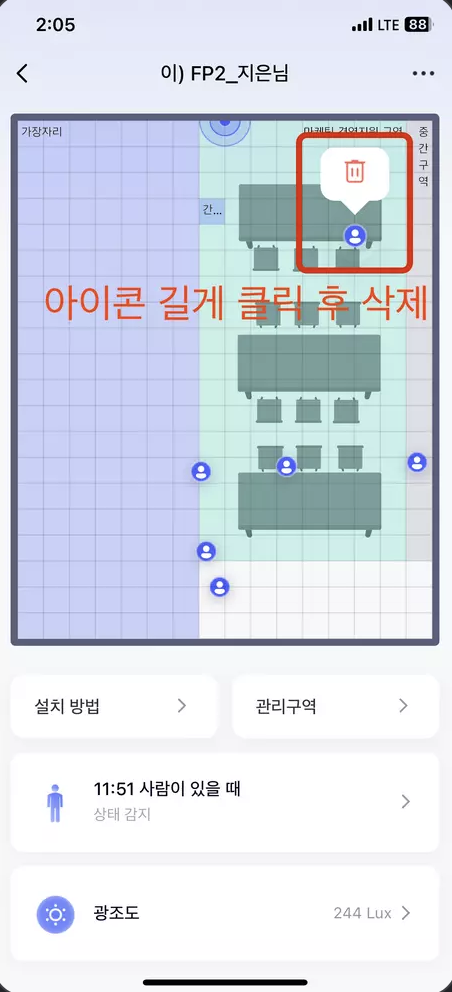 2:05 LTE 88
이) FP2_지은님
가장자리
마케팅 경영지원 구역
중간구역
간...
아이콘 길게 클릭 후 삭제
설치 방법
관리구역
11:51 사람이 있을 때
상태 감지
광조도
244 Lux